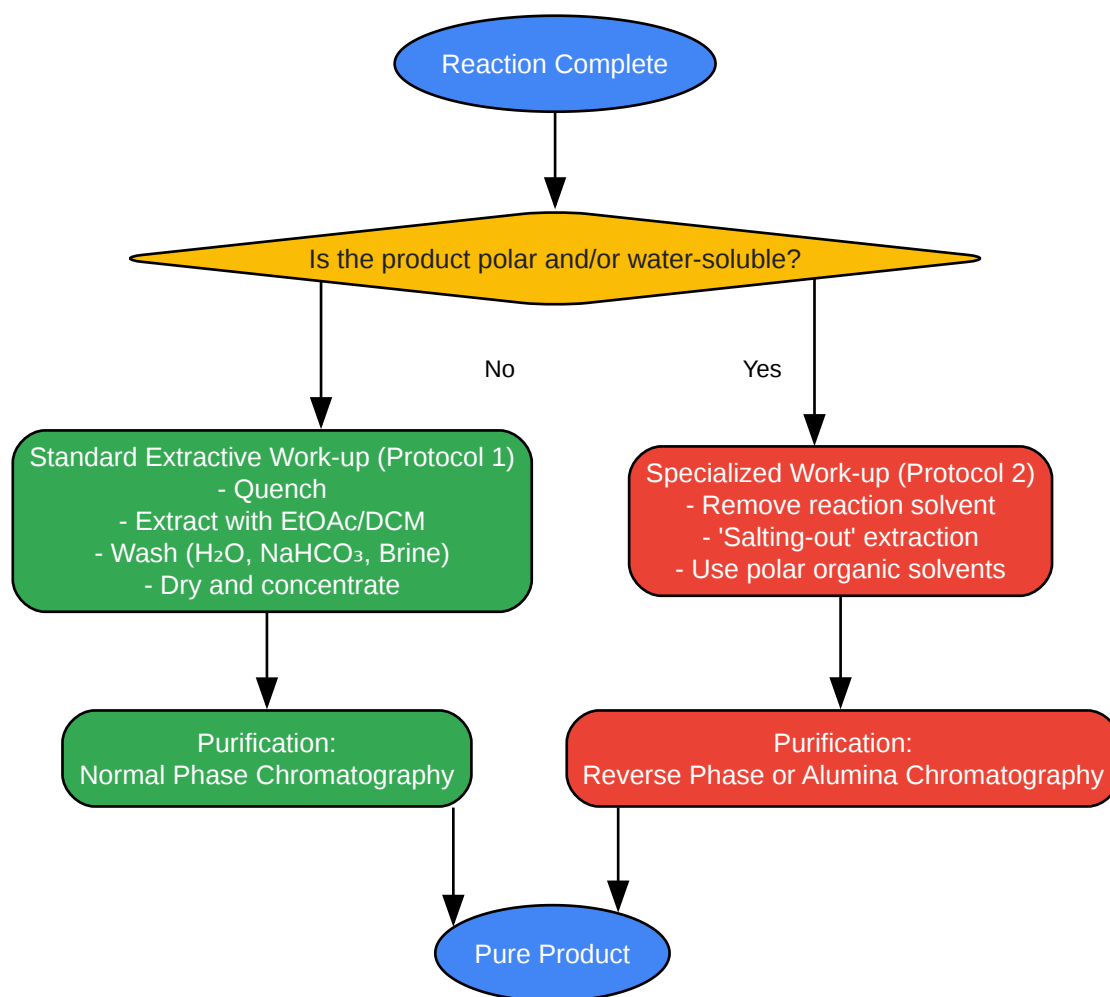 Reaction Complete
Is the product polar and/or water-soluble?
No
Yes
Standard Extractive Work-up (Protocol 1)
- Quench
- Extract with EtOAc/DCM
- Wash (H₂O, NaHCO₃, Brine)
- Dry and concentrate
Specialized Work-up (Protocol 2)
- Remove reaction solvent
- 'Salting-out' extraction
- Use polar organic solvents
Purification:
Normal Phase Chromatography
Purification:
Reverse Phase or Alumina Chromatography
Pure Product